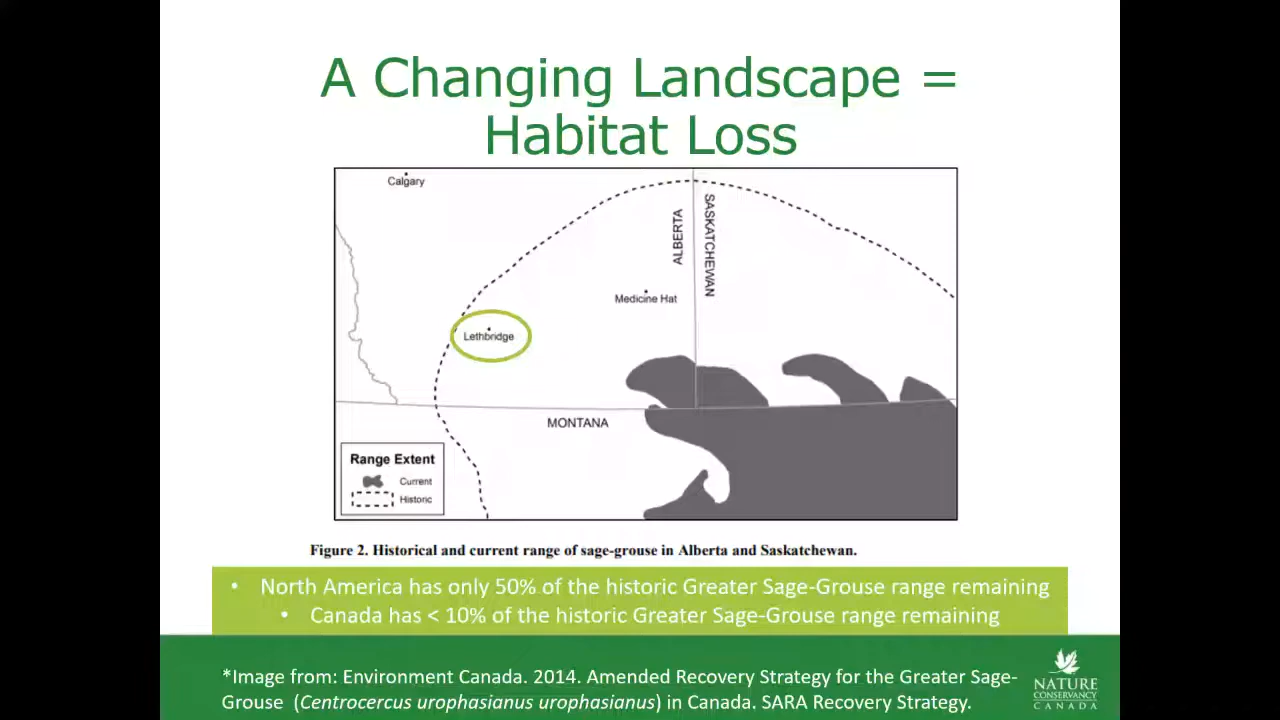 A Changing Landscape =
Habitat Loss
Calgary
ALBERTA
SASKATCHEWAN
Medicine Hat
Lethbridge
MONTANA
Range Extent
Current
Historic
Figure 2. Historical and current range of sage-grouse in Alberta and Saskatchewan.
• North America has only 50% of the historic Greater Sage-Grouse range remaining
• Canada has < 10% of the historic Greater Sage-Grouse range remaining
*Image from: Environment Canada. 2014. Amended Recovery Strategy for the Greater Sage-
Grouse (Centrocercus urophasianus urophasianus) in Canada. SARA Recovery Strategy.
NATURE
CONSERVANCY
CANADA